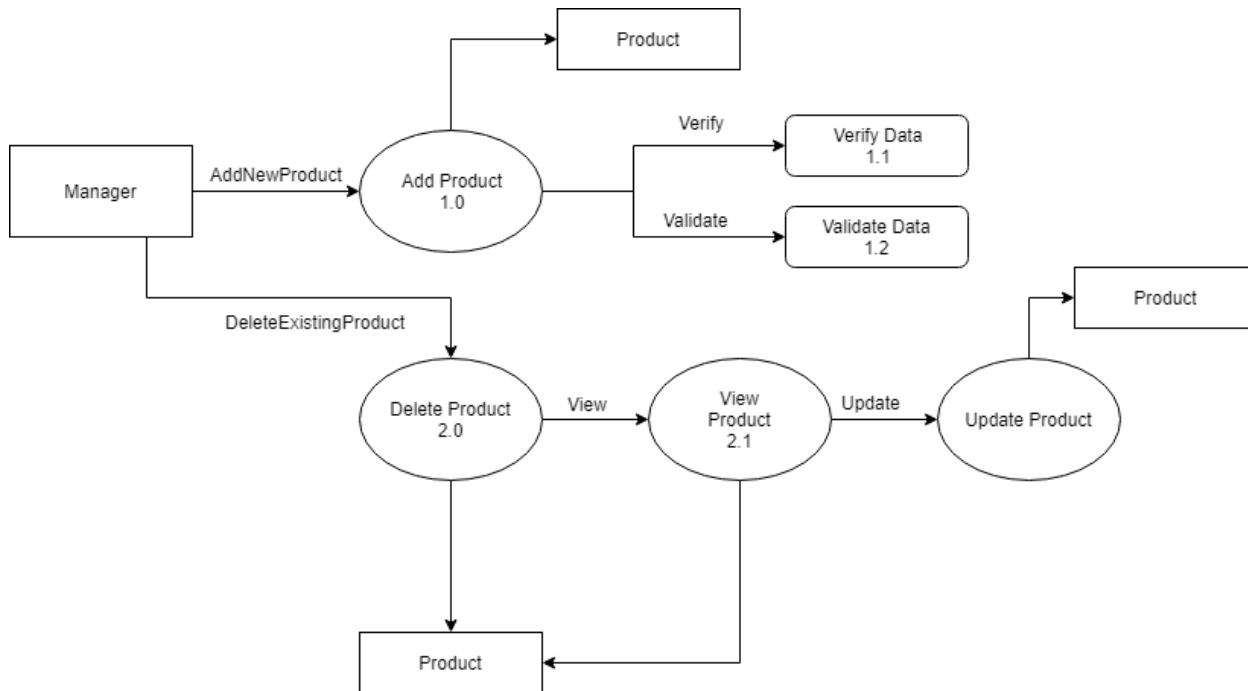 Product
Verify
Verify Data
1.1
Manager
AddNewProduct
Add Product
1.0
Validate
Validate Data
1.2
Product
DeleteExistingProduct
Delete Product
2.0
View
View
Product
2.1
Update
Update Product
Product